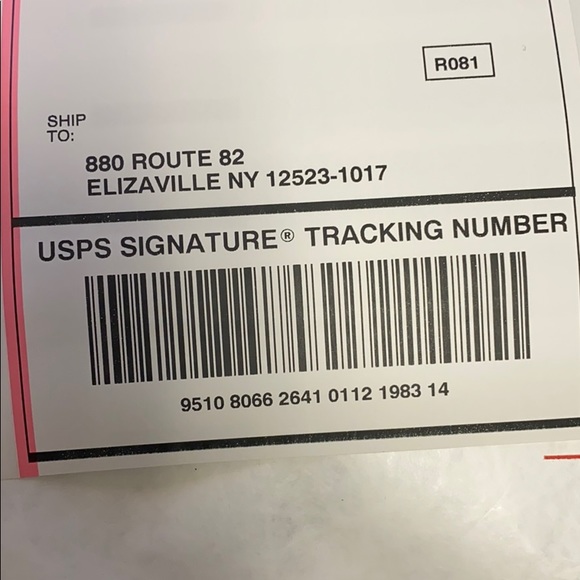 R081
SHIP
TO:
880 ROUTE 82
ELIZAVILLE NY 12523-1017
USPS SIGNATURE® TRACKING NUMBER
9510 8066 2641 0112 1983 14